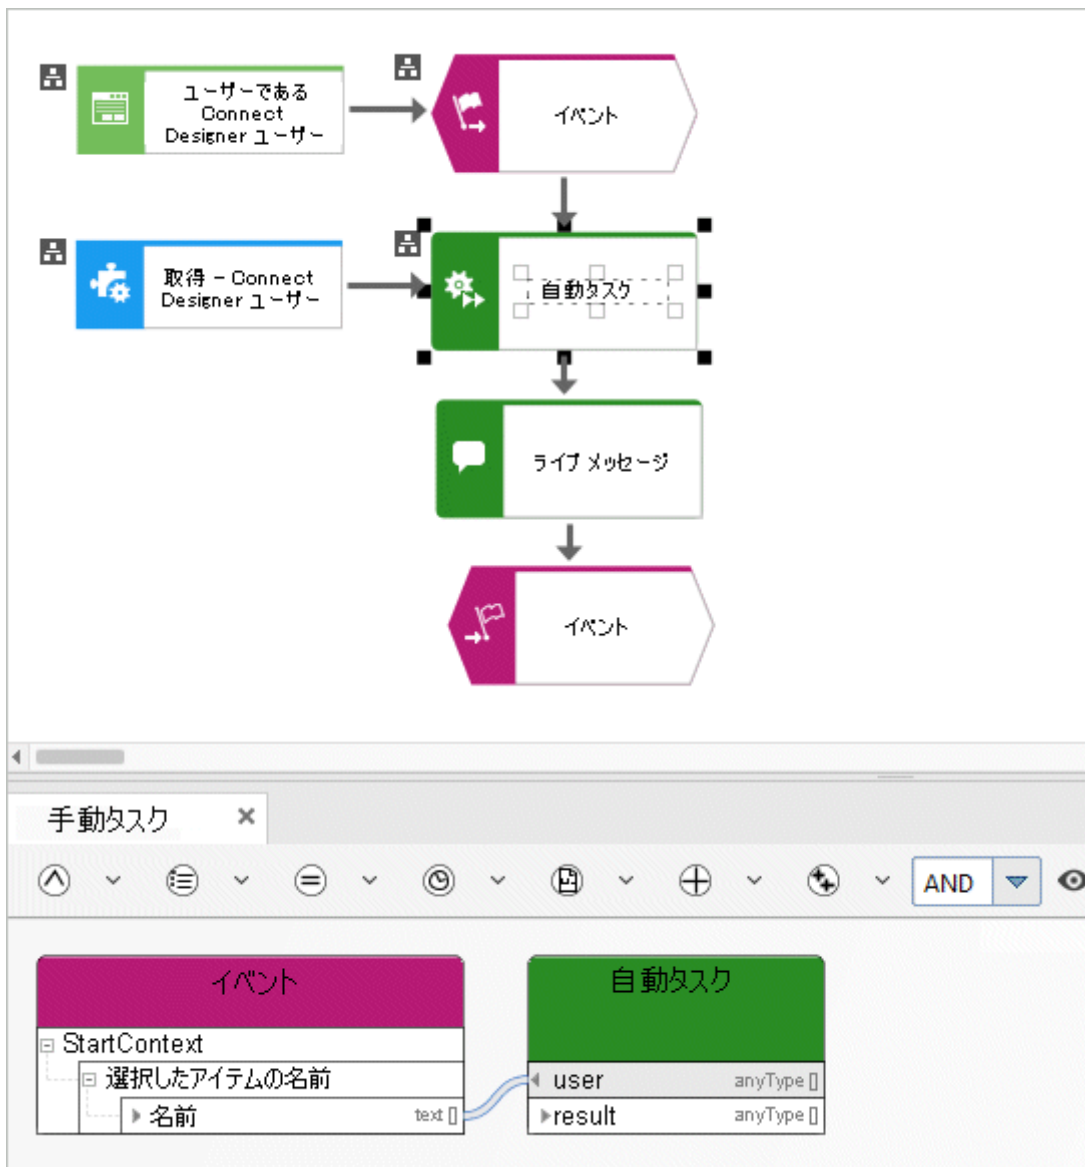 ユーザーである
Connect
Designer ユーザー
イベント
取得 - Connect
Designer ユーザー
自動タスク
ライブ メッセージ
イベント
手動タスク
AND
イベント
StartContext
選択したアイテムの名前
名前 text []
自動タスク
user anyType []
result anyType []